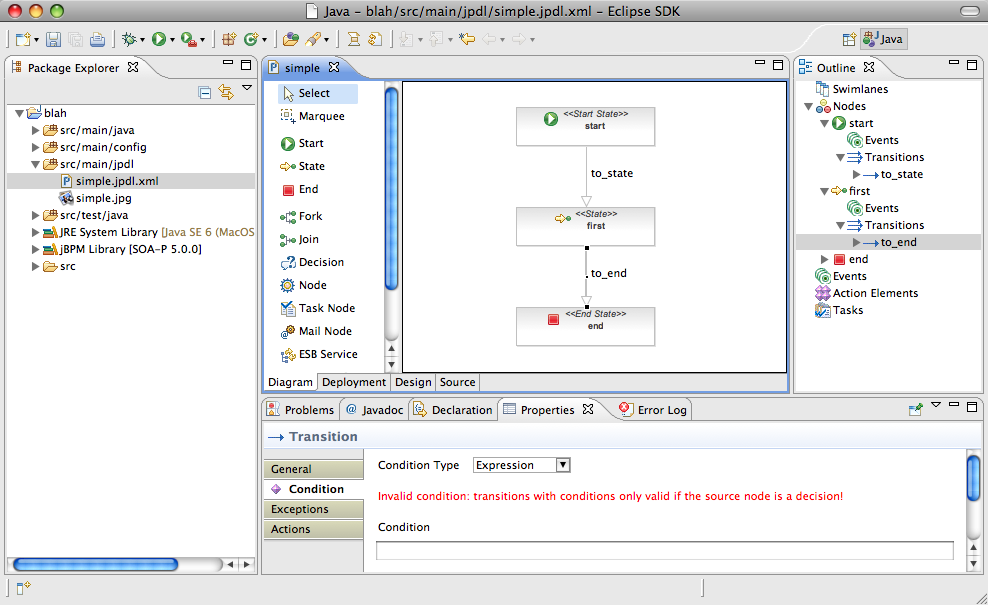 Java – blah/src/main/jpdl/simple.jpdl.xml – Eclipse SDK
Java
Package Explorer
blah
src/main/java
src/main/config
src/main/jpdl
simple.jpdl.xml
simple.jpg
src/test/java
JRE System Library [Java SE 6 (MacOS
jBPM Library [SOA-P 5.0.0]
src
simple
Select
Marquee
Start
State
End
Fork
Join
Decision
Node
Task Node
Mail Node
ESB Service
<<Start State>>
start
to_state
<<State>>
first
to_end
<<End State>>
end
Diagram Deployment Design Source
Outline
Swimlanes
Nodes
start
Events
Transitions
to_state
first
Events
Transitions
to_end
end
Events
Action Elements
Tasks
Problems @ Javadoc Declaration Properties Error Log
Transition
General
Condition
Exceptions
Actions
Condition Type Expression
Invalid condition: transitions with conditions only valid if the source node is a decision!
Condition